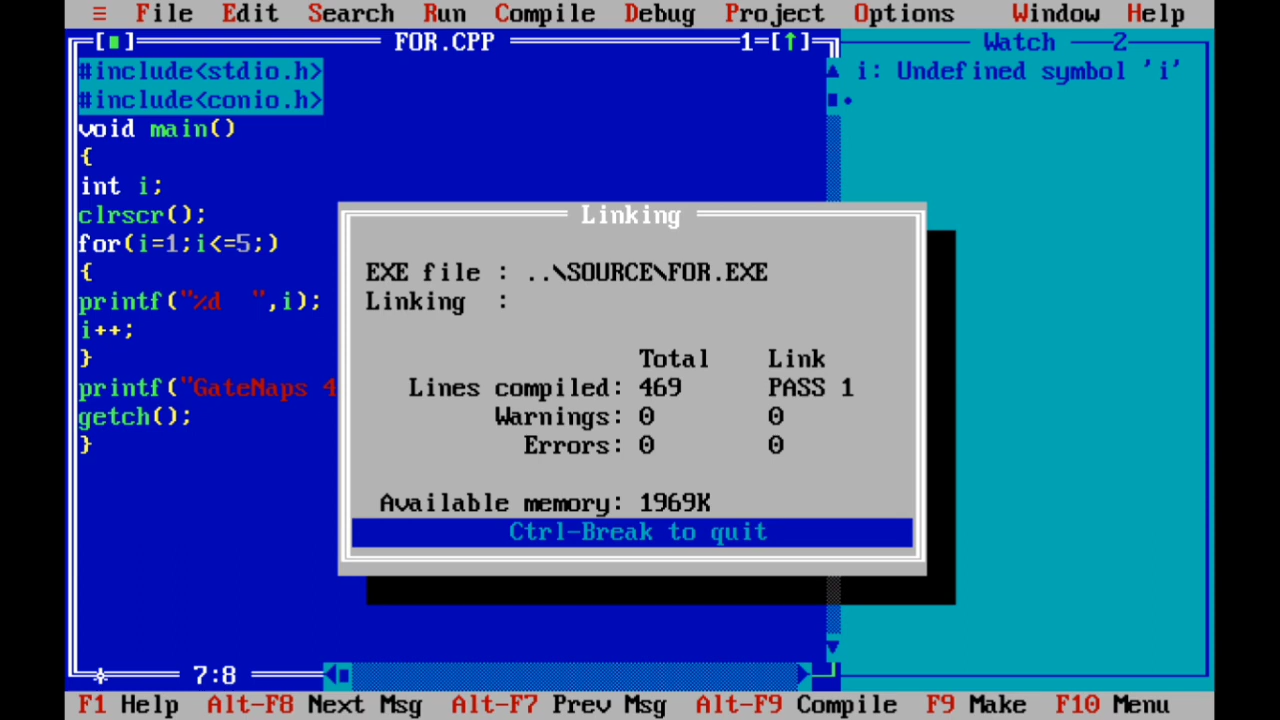 ≡ File Edit Search Run Compile Debug Project Options Window Help
[■] FOR.CPP 1=[↑]
Watch 2
#include<stdio.h>
#include<conio.h>
void main()
{
int i;
clrscr();
for(i=1;i<=5;)
{
printf("%d  ",i);
i++;
}
printf("GateNaps 4
getch();
}
7:8
i: Undefined symbol 'i'
Linking
EXE file : ..\SOURCE\FOR.EXE
Linking :
Total Link
Lines compiled: 469 PASS 1
Warnings: 0 0
Errors: 0 0
Available memory: 1969K
Ctrl-Break to quit
F1 Help Alt-F8 Next Msg Alt-F7 Prev Msg Alt-F9 Compile F9 Make F10 Menu